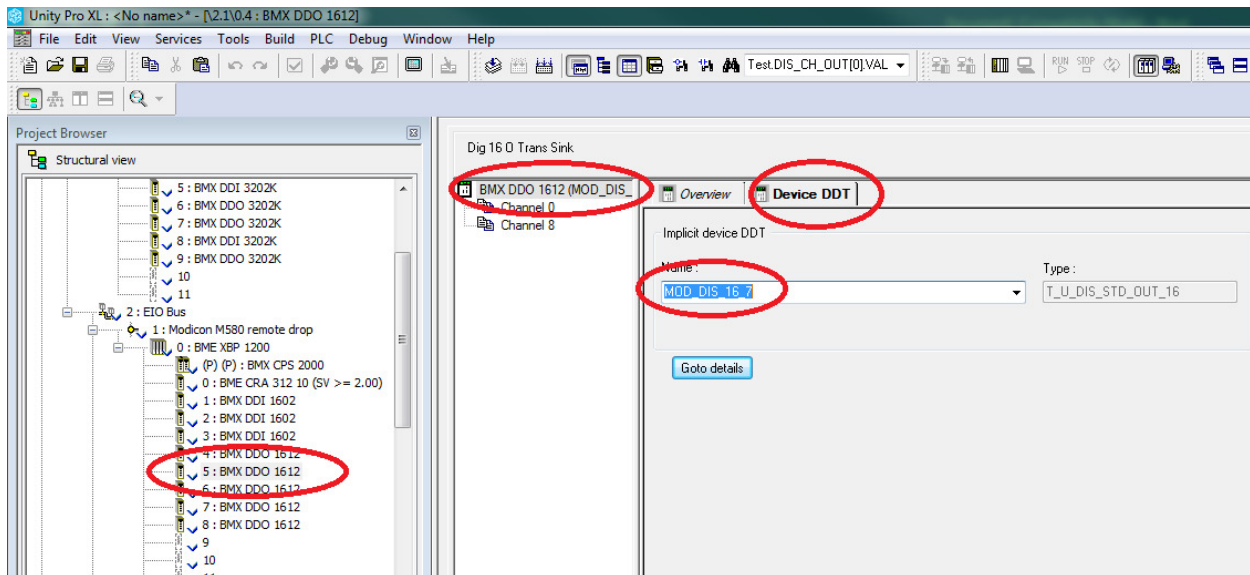 Unity Pro XL : <No name>* - [\2.1\0.4 : BMX DDO 1612]
File Edit View Services Tools Build PLC Debug Window Help
Test.DIS_CH_OUT[0].VAL
RUN STOP
Project Browser
Structural view
5 : BMX DDI 3202K
6 : BMX DDO 3202K
7 : BMX DDO 3202K
8 : BMX DDI 3202K
9 : BMX DDO 3202K
10
11
2 : EIO Bus
1 : Modicon M580 remote drop
0 : BME XBP 1200
(P) (P) : BMX CPS 2000
0 : BME CRA 312 10 (SV >= 2.00)
1 : BMX DDI 1602
2 : BMX DDI 1602
3 : BMX DDI 1602
4 : BMX DDO 1612
5 : BMX DDO 1612
6 : BMX DDO 1612
7 : BMX DDO 1612
8 : BMX DDO 1612
9
10
Dig 16 O Trans Sink
BMX DDO 1612 (MOD_DIS_
Channel 0
Channel 8
Overview
Device DDT
Implicit device DDT
Name :
Type :
MOD_DIS_16_7
T_U_DIS_STD_OUT_16
Goto details